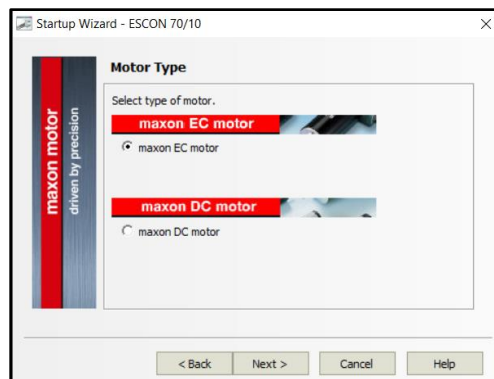 Startup Wizard - ESCON 70/10
maxon motor
driven by precision
Motor Type
Select type of motor.
maxon EC motor
maxon EC motor
maxon DC motor
maxon DC motor
< Back
Next >
Cancel
Help